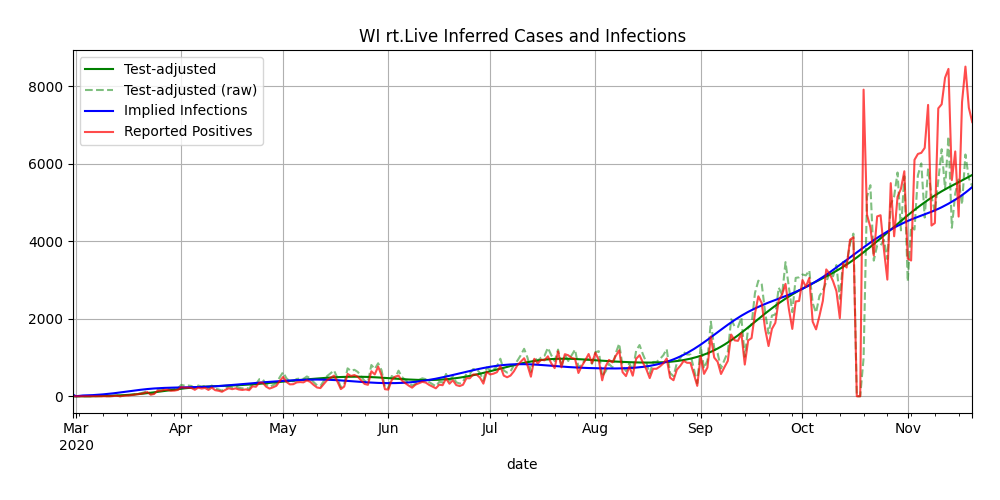 WI rt.Live Inferred Cases and Infections
Test-adjusted
Test-adjusted (raw)
Implied Infections
Reported Positives
8000
6000
4000
2000
0
Mar Apr May Jun Jul Aug Sep Oct Nov
2020
date